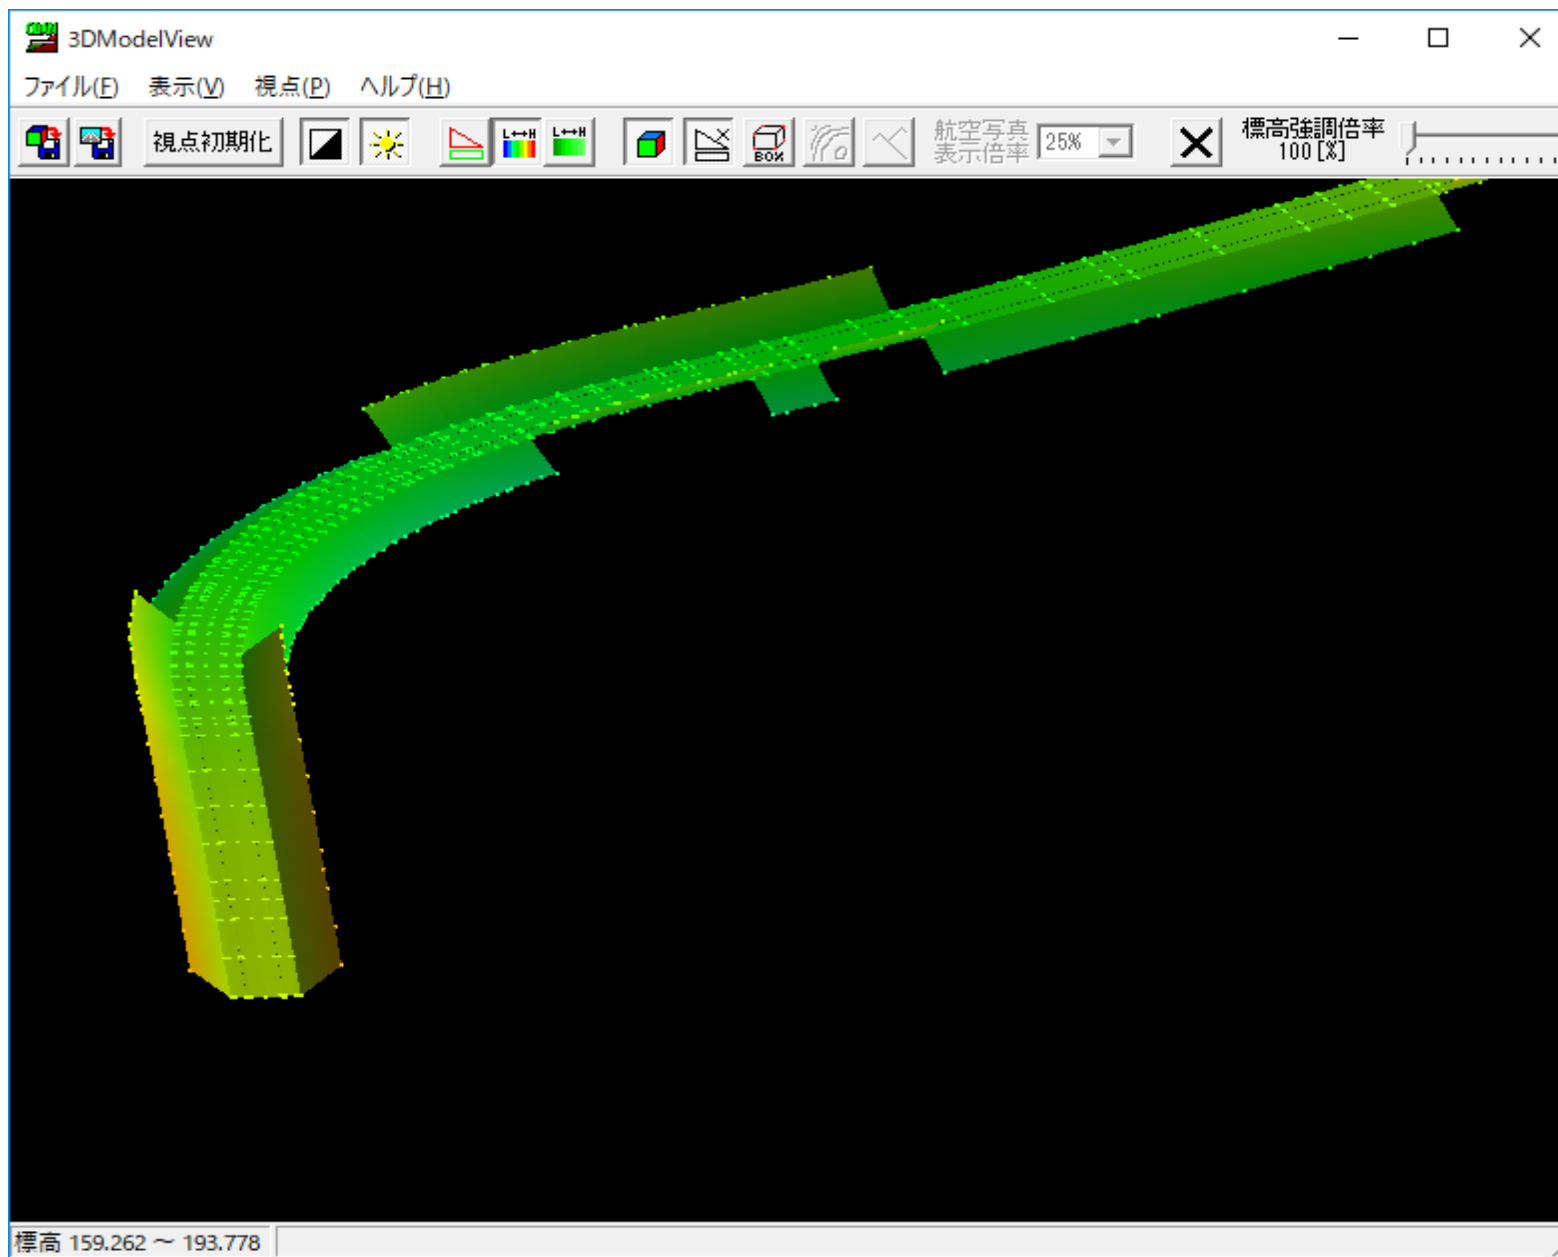 3DModelView
ファイル(F) 表示(V) 視点(P) ヘルプ(H)
視点初期化
L↔H
L↔H
BOX
航空写真
表示倍率
25%
標高強調倍率
100 [%]
標高 159.262 ～ 193.778